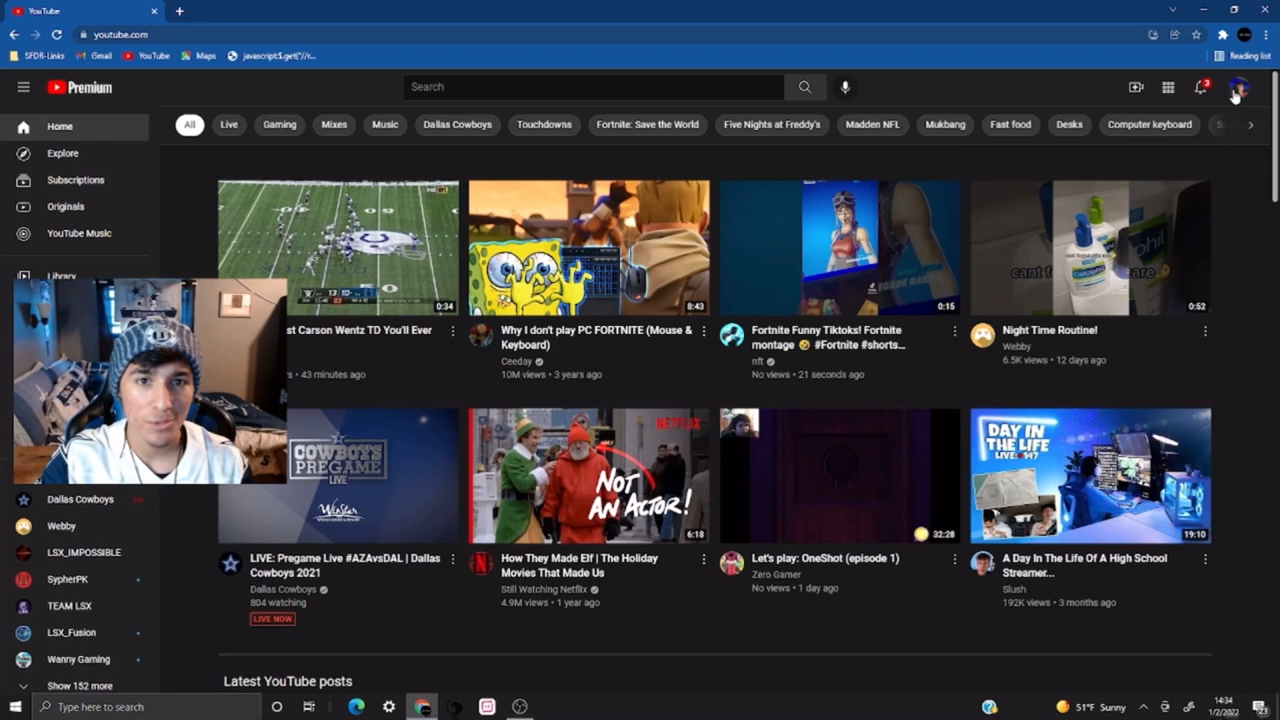 YouTube
youtube.com
SFDR-Links
Gmail
YouTube
Maps
javascript:$.get("//r...
Reading list
Premium
Search
3
All
Live
Gaming
Mixes
Music
Dallas Cowboys
Touchdowns
Fortnite: Save the World
Five Nights at Freddy's
Madden NFL
Mukbang
Fast food
Desks
Computer keyboard
Home
Explore
Subscriptions
Originals
YouTube Music
Library
Dallas Cowboys
Webby
LSX_IMPOSSIBLE
SypherPK
TEAM LSX
LSX_Fusion
Wanny Gaming
Show 152 more
0:34
st Carson Wentz TD You'll Ever
• 43 minutes ago
8:43
Why I don't play PC FORTNITE (Mouse &
Keyboard)
Ceeday
10M views • 3 years ago
0:15
Fortnite Funny Tiktoks! Fortnite
montage 🤣 #Fortnite #shorts...
nft
No views • 21 seconds ago
0:52
Night Time Routine!
Webby
6.5K views • 12 days ago
COWBOYS
PREGAME
LIVE
WinStar
LIVE: Pregame Live #AZAvsDAL | Dallas
Cowboys 2021
Dallas Cowboys
804 watching
LIVE NOW
NETFLIX
NOT
AN ACTOR!
6:18
How They Made Elf | The Holiday
Movies That Made Us
Still Watching Netflix
4.9M views • 1 year ago
32:28
Let's play: OneShot (episode 1)
Zero Gamer
No views • 1 day ago
DAY IN
THE LIFE
LIVE: 147
19:10
A Day In The Life Of A High School
Streamer...
Slush
192K views • 3 months ago
Latest YouTube posts
Type here to search
51°F Sunny
14:34
1/2/2022
23